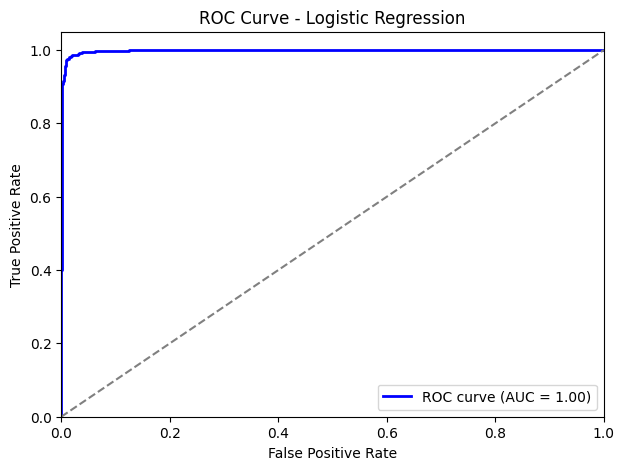 ROC Curve - Logistic Regression
True Positive Rate
1.0
0.8
0.6
0.4
0.2
0.0
ROC curve (AUC = 1.00)
0.0 0.2 0.4 0.6 0.8 1.0
False Positive Rate